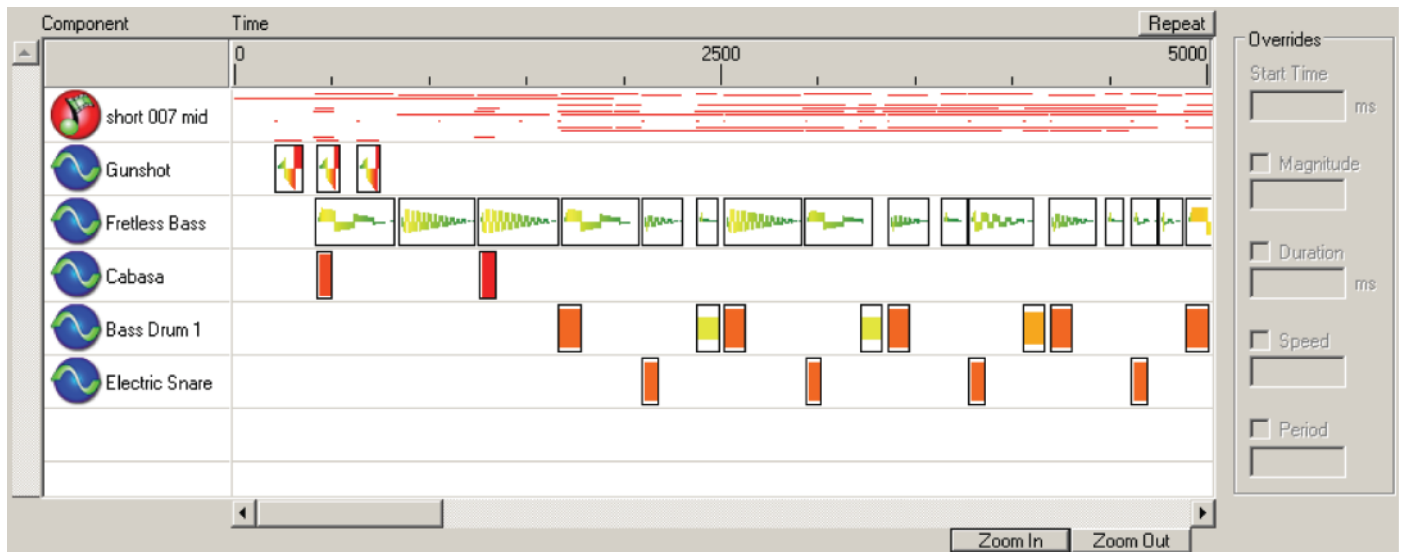 Component Time Repeat
0 2500 5000
short 007 mid
Gunshot
Fretless Bass
Cabasa
Bass Drum 1
Electric Snare
Zoom In Zoom Out
Overrides
Start Time
ms
Magnitude
Duration
ms
Speed
Period